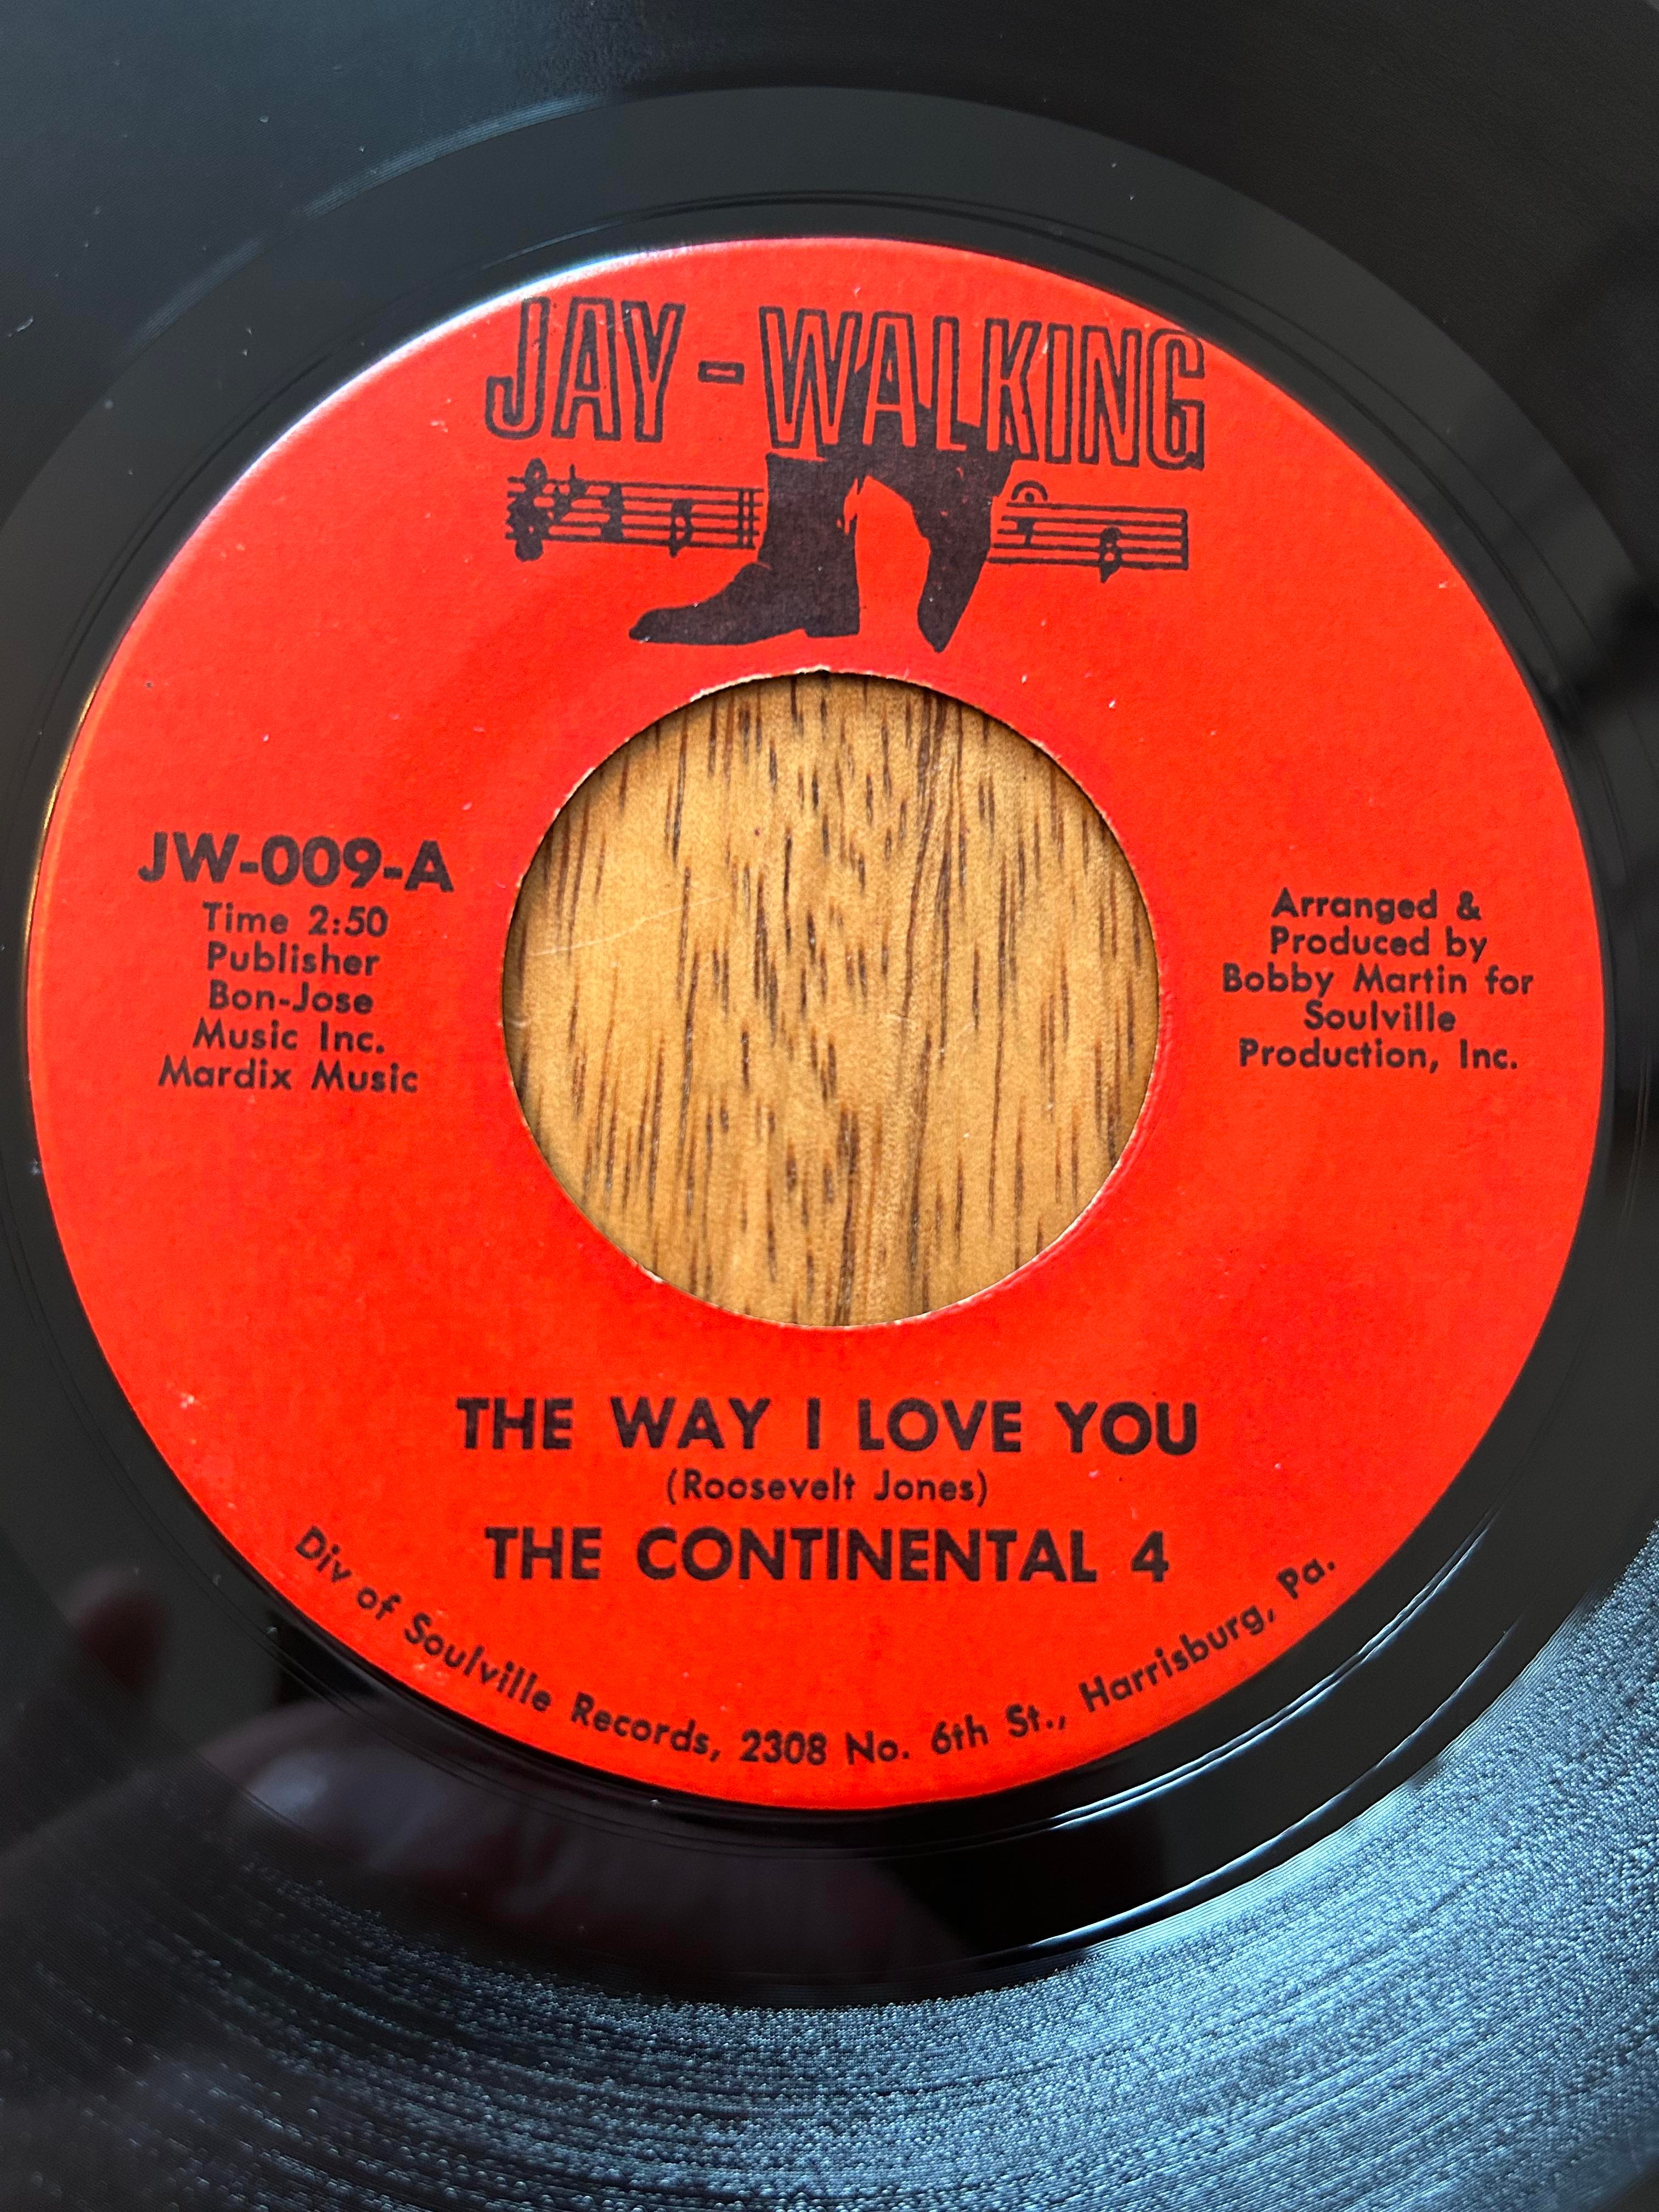 JAY-WALKING
JW-009-A
Time 2:50
Publisher
Bon-Jose
Music Inc.
Mardix Music
Arranged &
Produced by
Bobby Martin for
Soulville
Production, Inc.
THE WAY I LOVE YOU
(Roosevelt Jones)
THE CONTINENTAL 4
Div of Soulville Records, 2308 No. 6th St., Harrisburg, Pa.